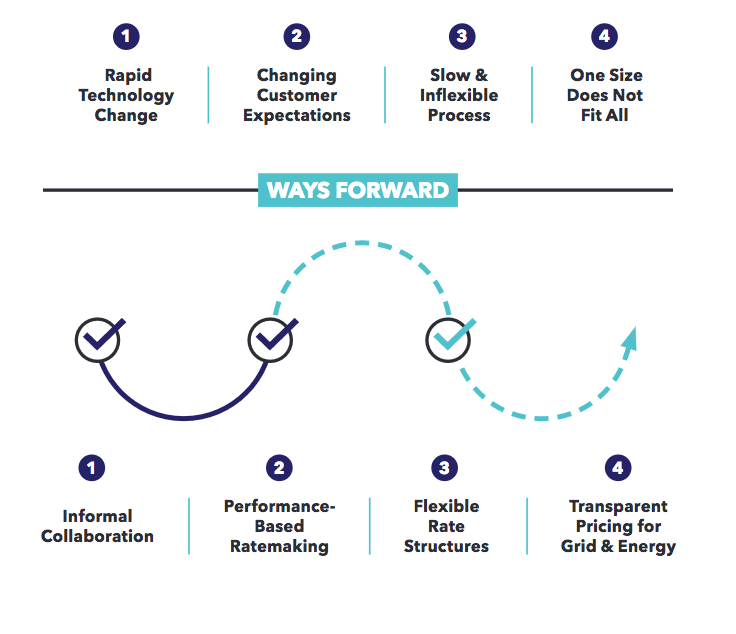 1
2
3
4
Rapid
Technology
Change
Changing
Customer
Expectations
Slow &
Inflexible
Process
One Size
Does Not
Fit All
WAYS FORWARD
1
2
3
4
Informal
Collaboration
Performance-
Based
Ratemaking
Flexible
Rate
Structures
Transparent
Pricing for
Grid & Energy